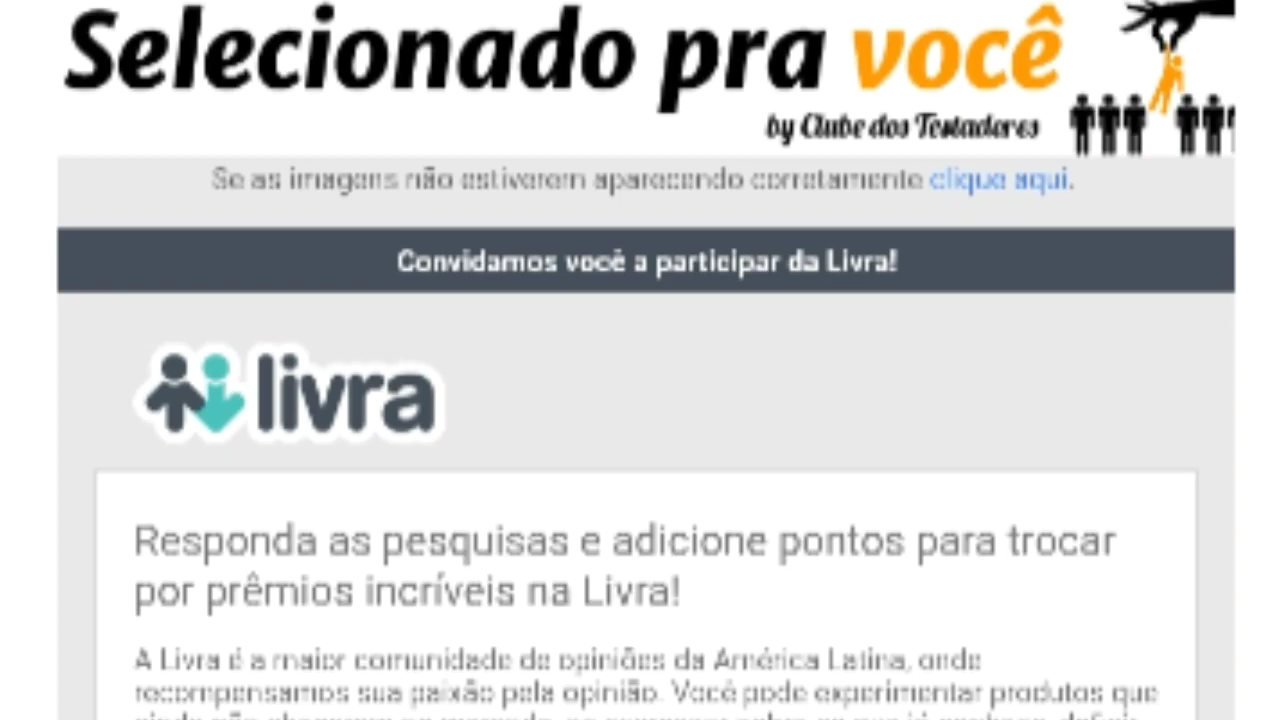 Selecionado pra você
by Clube dos Testadores
Se as imagens não estiverem aparecendo corretamente clique aqui.
Convidamos você a participar da Livra!
livra
Responda as pesquisas e adicione pontos para trocar
por prêmios incríveis na Livra!
A Livra é a maior comunidade de opiniões da América Latina, onde
recompensamos sua paixão pela opinião. Você pode experimentar produtos que